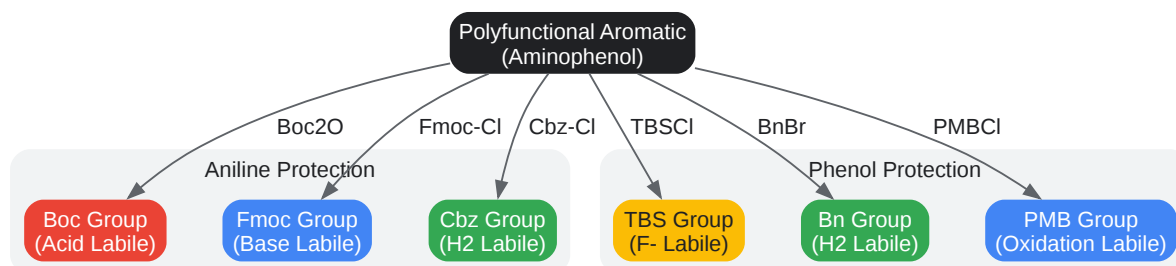 Polyfunctional Aromatic
(Aminophenol)
Boc2O
Fmoc-Cl
Cbz-Cl
TBSCl
BnBr
PMBCl
Aniline Protection
Phenol Protection
Boc Group
(Acid Labile)
Fmoc Group
(Base Labile)
Cbz Group
(H2 Labile)
TBS Group
(F- Labile)
Bn Group
(H2 Labile)
PMB Group
(Oxidation Labile)